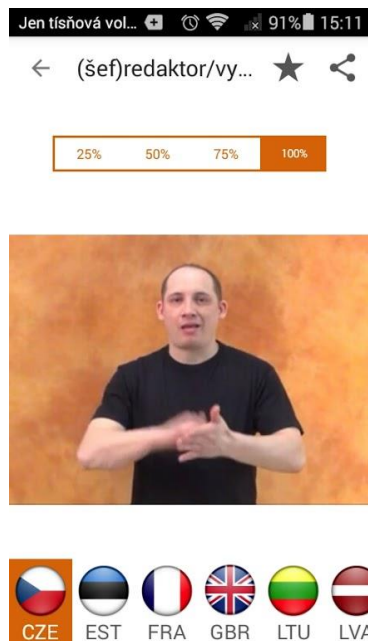 Jen tísňová vol... 91% 15:11
(šef)redaktor/vy...
25% 50% 75% 100%
CZE EST FRA GBR LTU LVA